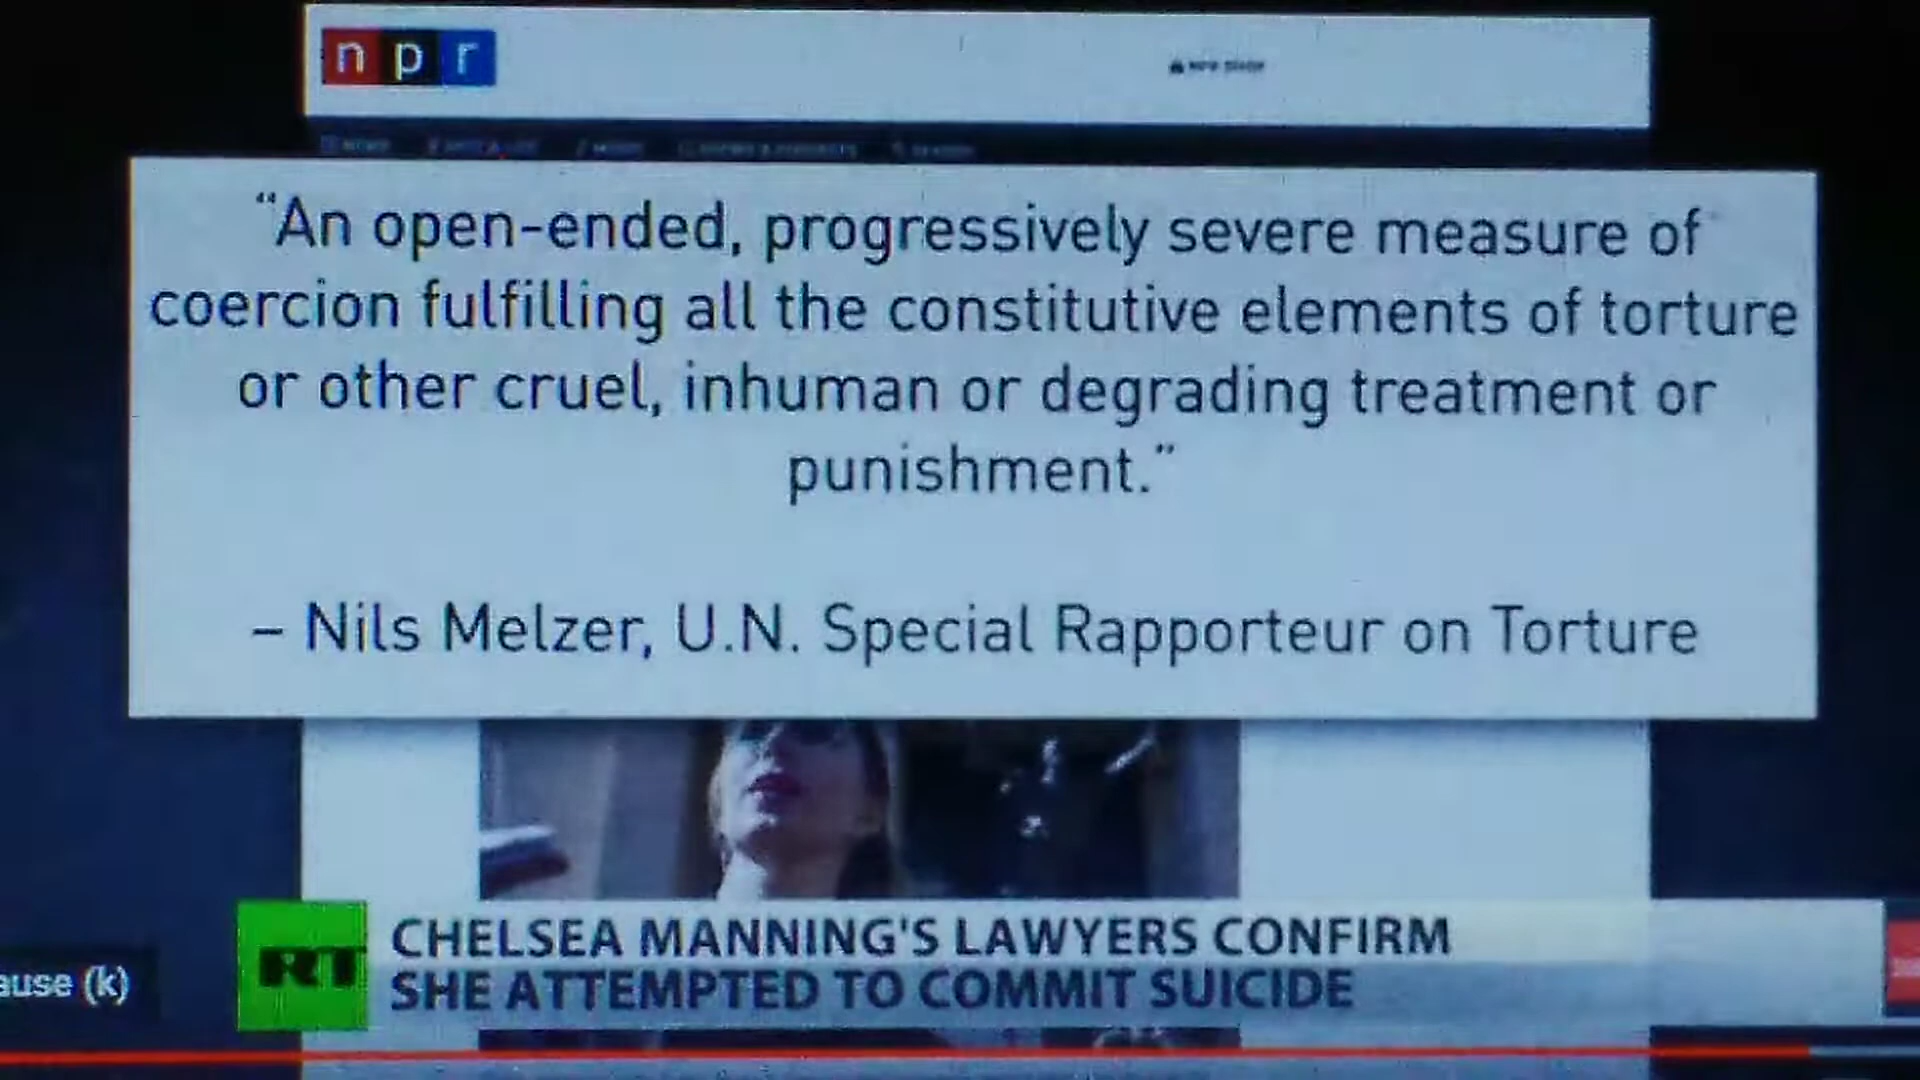 npr
“An open-ended, progressively severe measure of
coercion fulfilling all the constitutive elements of torture
or other cruel, inhuman or degrading treatment or
punishment.”
– Nils Melzer, U.N. Special Rapporteur on Torture
RT
CHELSEA MANNING'S LAWYERS CONFIRM
SHE ATTEMPTED TO COMMIT SUICIDE
ause (k)